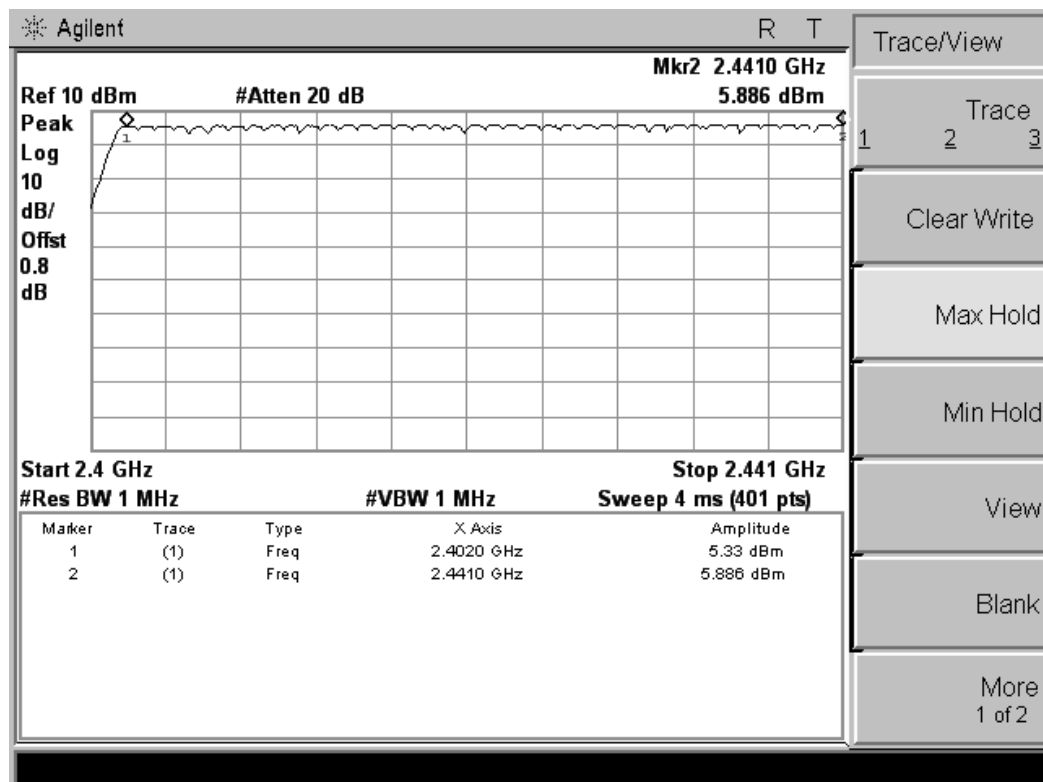 Agilent R T
Trace/View
Mkr2 2.4410 GHz
Ref 10 dBm #Atten 20 dB 5.886 dBm
Peak
Log
10
dB/
Offst
0.8
dB
1
2
Start 2.4 GHz Stop 2.441 GHz
#Res BW 1 MHz #VBW 1 MHz Sweep 4 ms (401 pts)
Marker Trace Type X Axis Amplitude
1 (1) Freq 2.4020 GHz 5.33 dBm
2 (1) Freq 2.4410 GHz 5.886 dBm
Trace
1 2 3
Clear Write
Max Hold
Min Hold
View
Blank
More
1 of 2